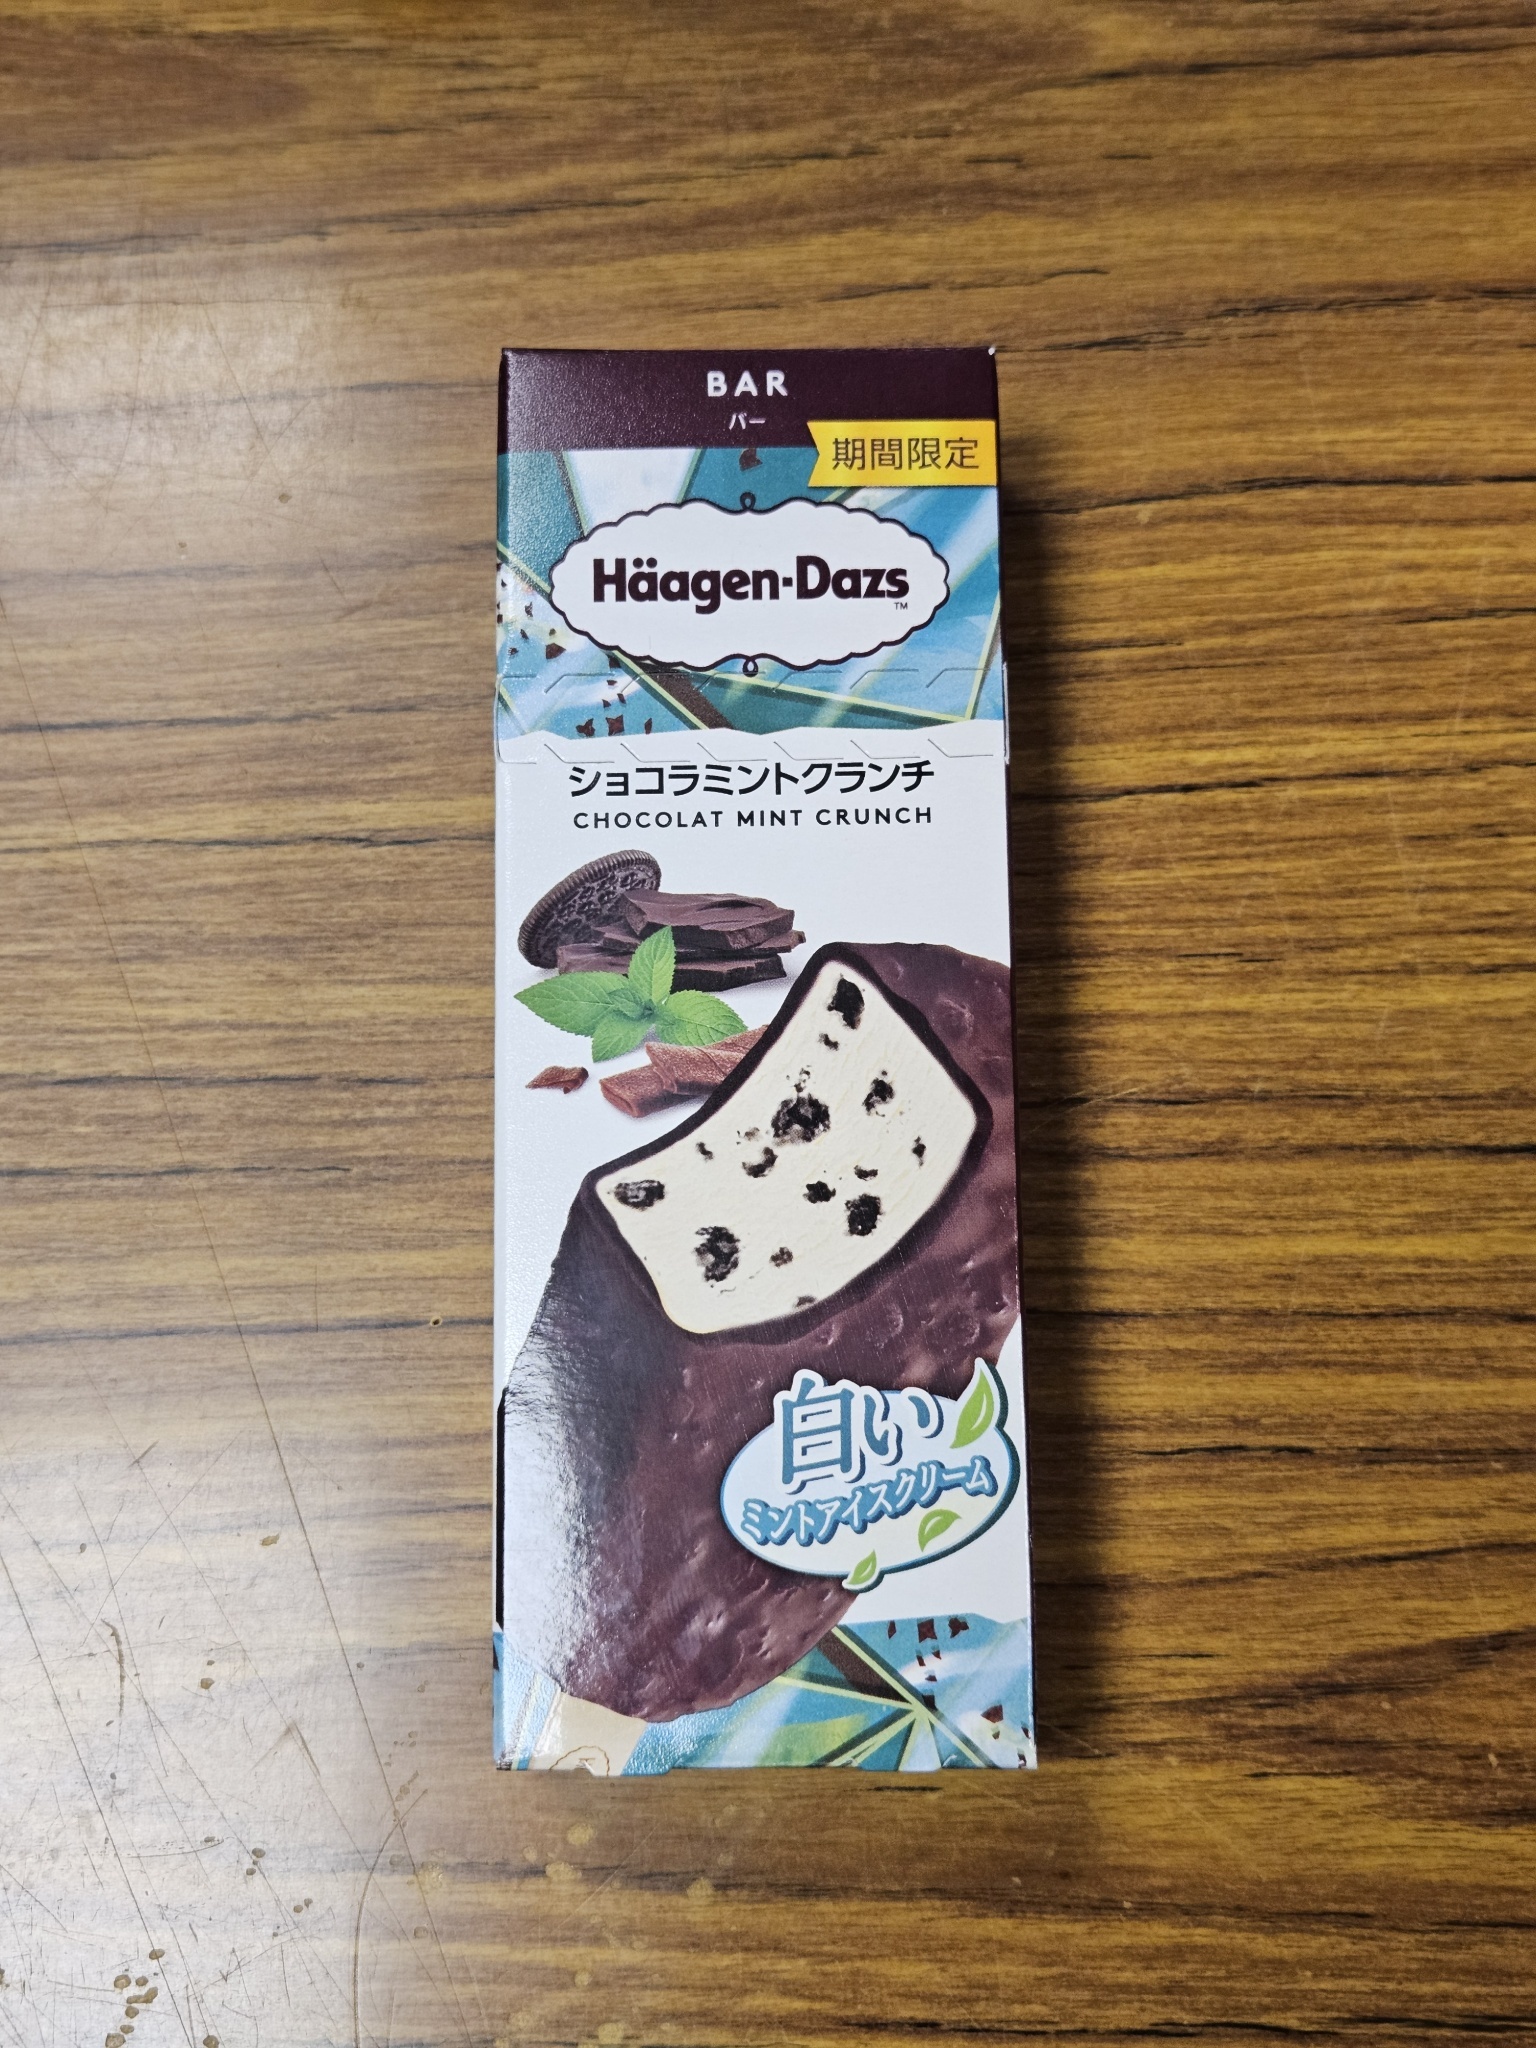 BAR
バー
期間限定
Häagen-Dazs
TM
ショコラミントクランチ
CHOCOLAT MINT CRUNCH
白い
ミントアイスクリーム